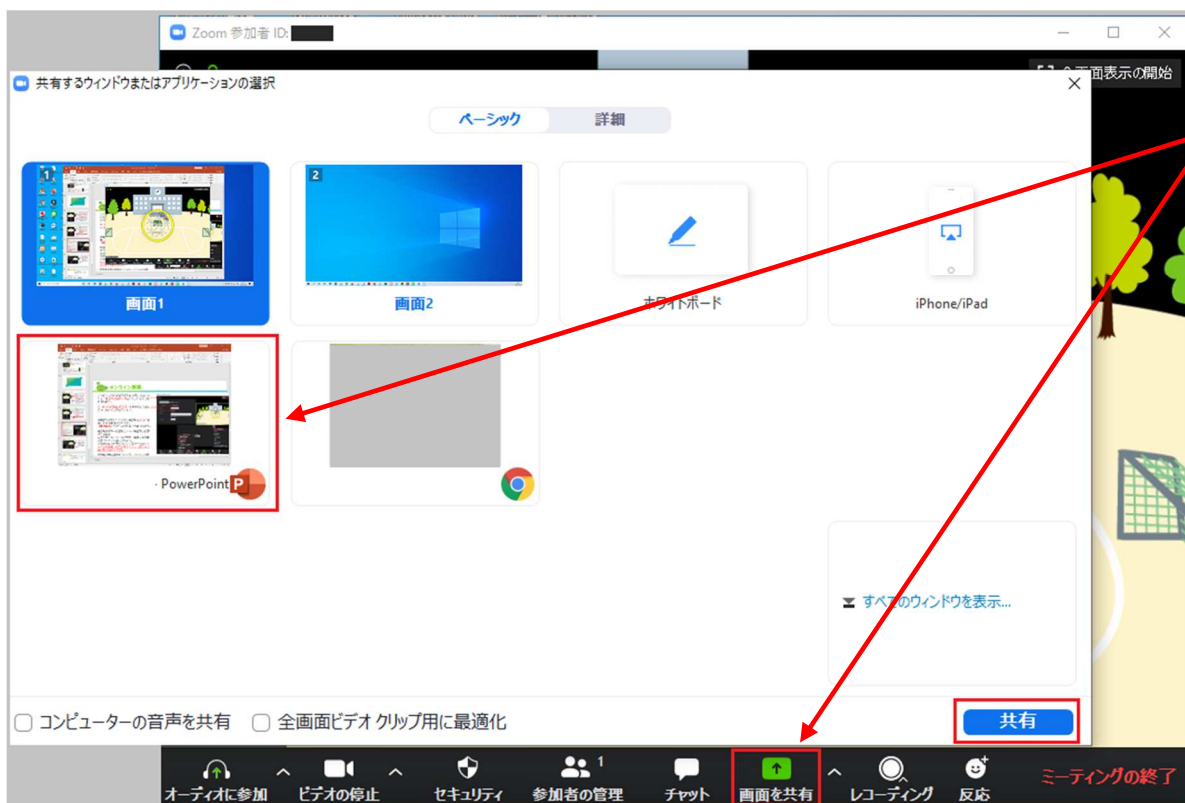 Zoom 参加者 ID:
共有するウィンドウまたはアプリケーションの選択
面表示の開始
ベーシック 詳細
1
2
画面1
画面2
ホワイトボード
iPhone/iPad
オンライン
- PowerPoint
すべてのウィンドウを表示...
コンピューターの音声を共有
全画面ビデオ クリップ用に最適化
共有
オーディオに参加
ビデオの停止
セキュリティ
1
参加者の管理
チャット
画面を共有
レコーディング
反応
ミーティングの終了